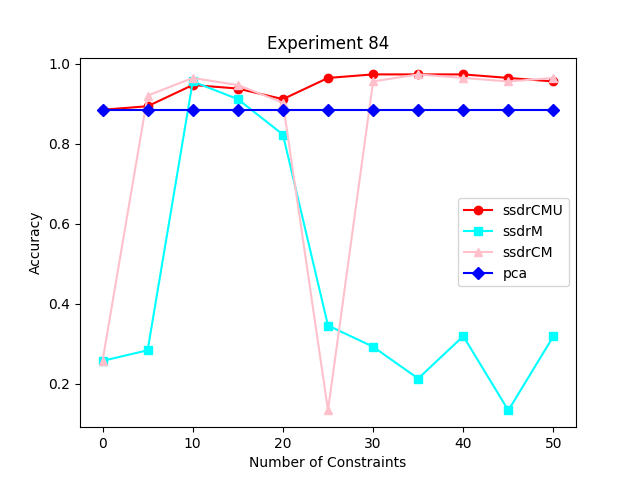 Experiment 84
1.0
0.8
0.6
0.4
0.2
Accuracy
ssdrCMU
ssdrM
ssdrCM
pca
0 10 20 30 40 50
Number of Constraints